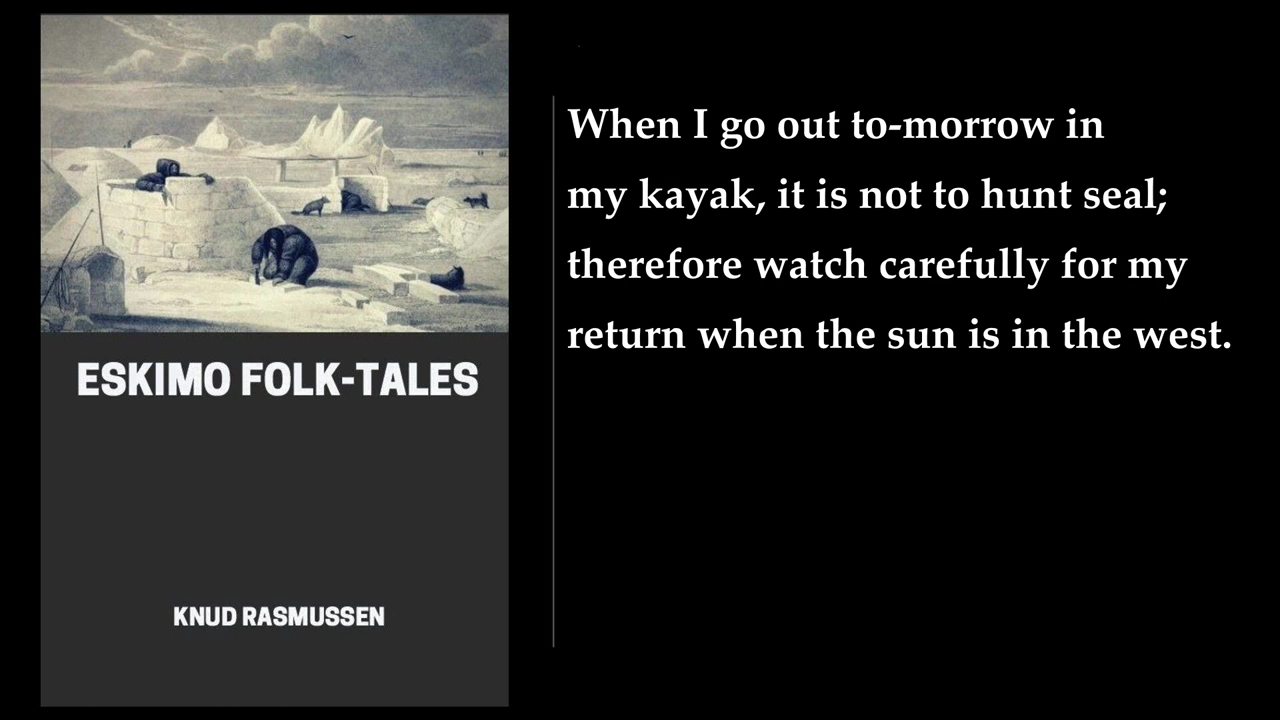 ESKIMO FOLK-TALES
KNUD RASMUSSEN
When I go out to-morrow in
my kayak, it is not to hunt seal;
therefore watch carefully for my
return when the sun is in the west.